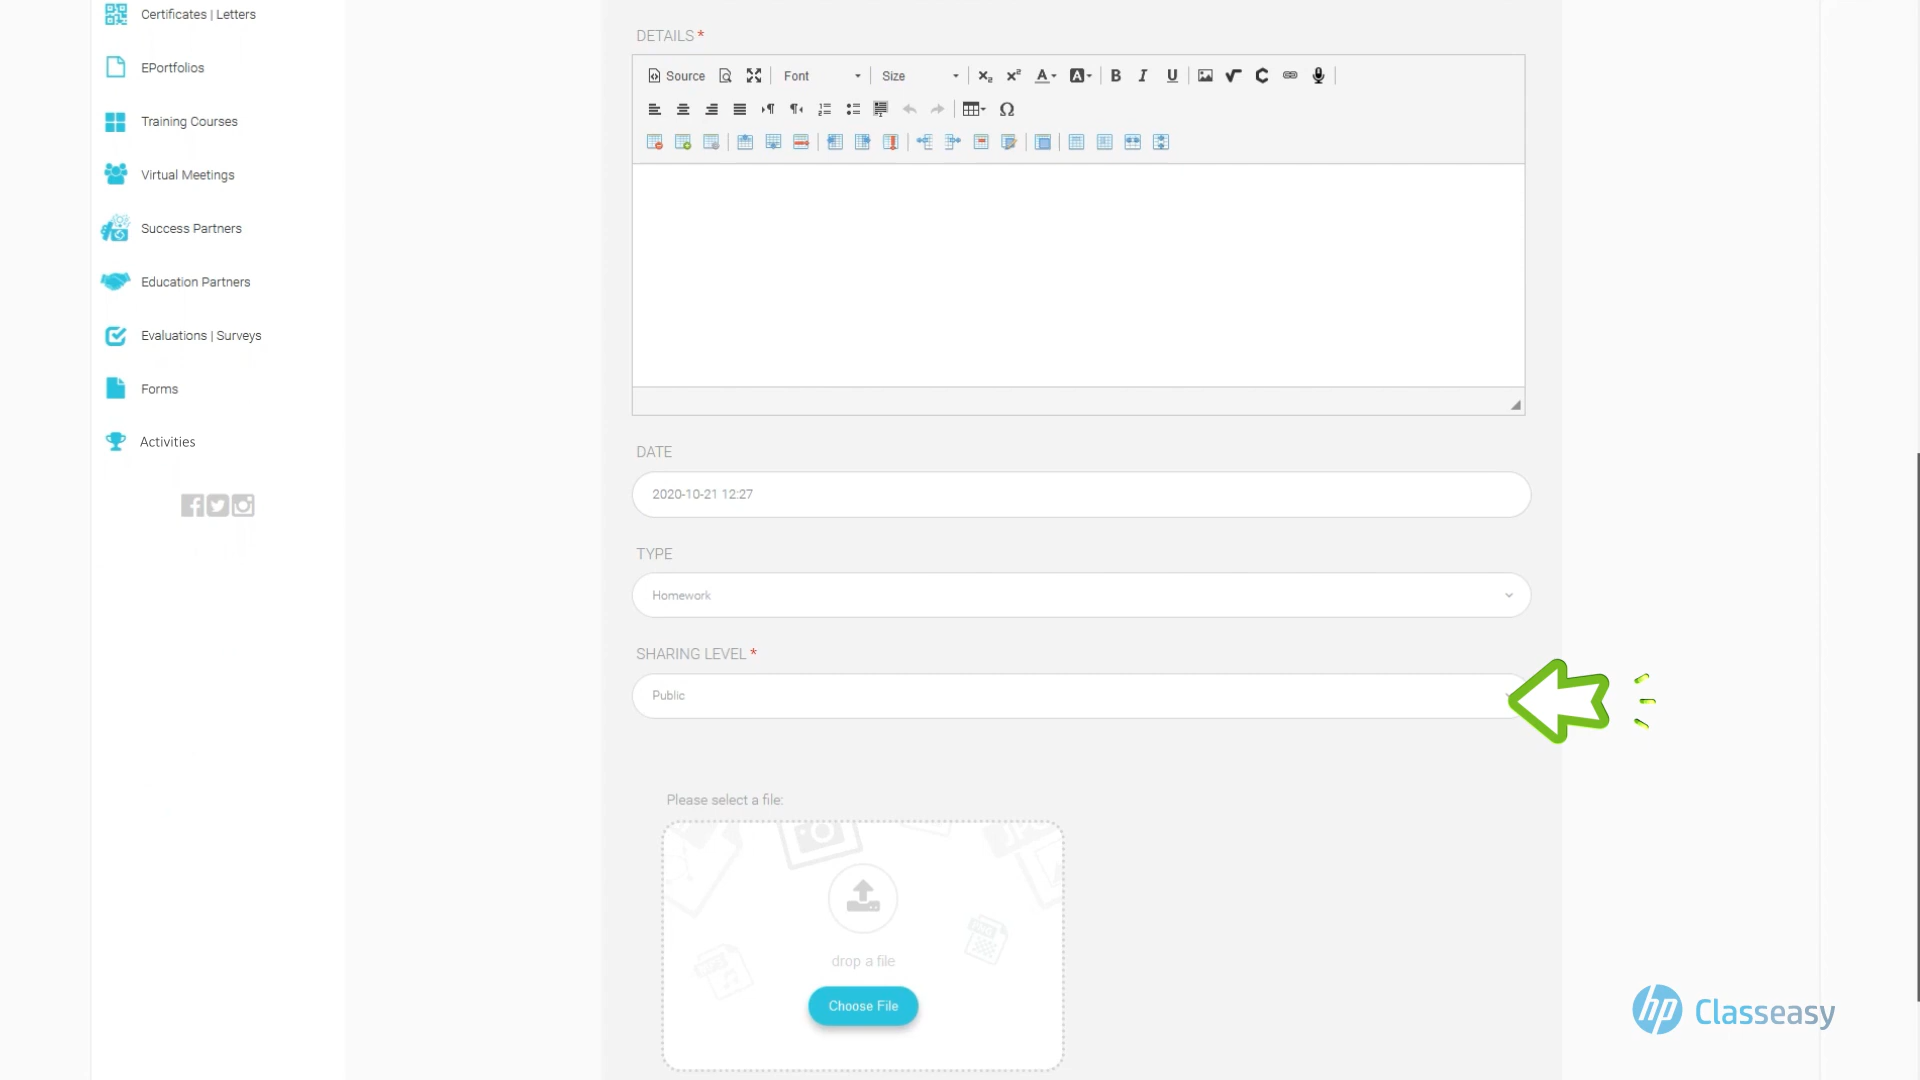 Certificates | Letters
EPortfolios
Training Courses
Virtual Meetings
Success Partners
Education Partners
Evaluations | Surveys
Forms
Activities
DETAILS *
Source Font Size
DATE
2020-10-21 12:27
TYPE
Homework
SHARING LEVEL *
Public
Please select a file:
drop a file
Choose File
hp Classeasy